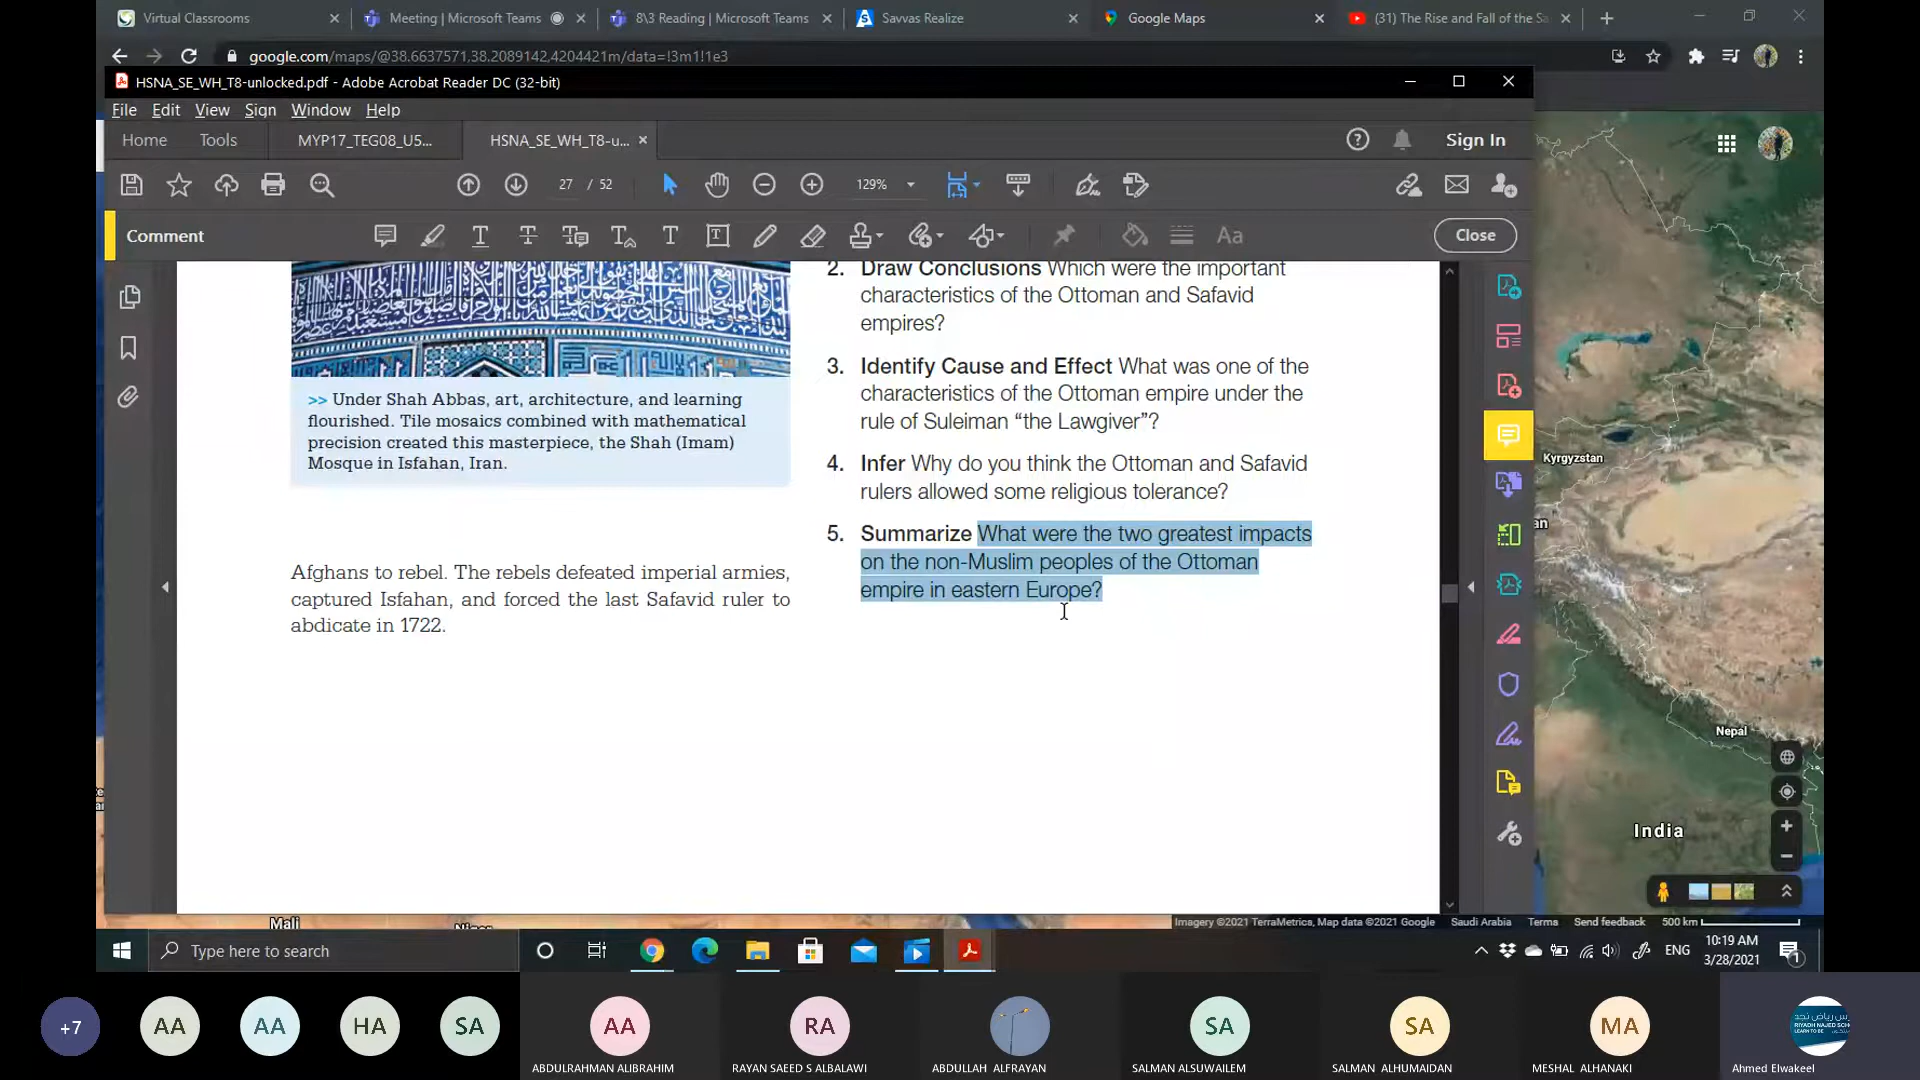 Virtual Classrooms
Meeting | Microsoft Teams
8\3 Reading | Microsoft Teams
Savvas Realize
Google Maps
(31) The Rise and Fall of the Sa
google.com/maps/@38.6637571,38.2089142,4204421m/data=!3m1!1e3
HSNA_SE_WH_T8-unlocked.pdf - Adobe Acrobat Reader DC (32-bit)
File Edit View Sign Window Help
Home Tools MYP17_TEG08_U5... HSNA_SE_WH_T8-u... Sign In
27 / 52 129%
Comment Close
Aa
>> Under Shah Abbas, art, architecture, and learning
flourished. Tile mosaics combined with mathematical
precision created this masterpiece, the Shah (Imam)
Mosque in Isfahan, Iran.
Afghans to rebel. The rebels defeated imperial armies,
captured Isfahan, and forced the last Safavid ruler to
abdicate in 1722.
2. Draw Conclusions Which were the important
characteristics of the Ottoman and Safavid
empires?
3. Identify Cause and Effect What was one of the
characteristics of the Ottoman empire under the
rule of Suleiman “the Lawgiver”?
4. Infer Why do you think the Ottoman and Safavid
rulers allowed some religious tolerance?
5. Summarize What were the two greatest impacts
on the non-Muslim peoples of the Ottoman
empire in eastern Europe?
Kyrgyzstan
an
Nepal
India
Mali
Imagery ©2021 TerraMetrics, Map data ©2021 Google Saudi Arabia Terms Send feedback 500 km
Type here to search
ENG
10:19 AM
3/28/2021
1
+7 AA AA HA SA AA RA SA SA MA
ABDULRAHMAN ALIBRAHIM
RAYAN SAEED S ALBALAWI
ABDULLAH ALFRAYAN
SALMAN ALSUWAILEM
SALMAN ALHUMAIDAN
MESHAL ALHANAKI
Ahmed Elwakeel